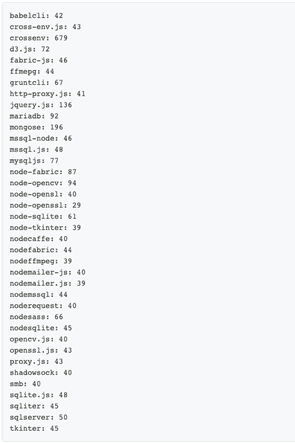 babelcli: 42
cross-env.js: 43
crossenv: 679
d3.js: 72
fabric-js: 46
ffmepg: 44
gruntcli: 67
http-proxy.js: 41
jquery.js: 136
mariadb: 92
mongose: 196
mssql-node: 46
mssql.js: 48
mysqljs: 77
node-fabric: 87
node-opencv: 94
node-opensl: 40
node-openssl: 29
node-sqlite: 61
node-tkinter: 39
nodecaffe: 40
nodefabric: 44
nodeffmpeg: 39
nodemailer-js: 40
nodemailer.js: 39
nodemssql: 44
noderequest: 40
nodesass: 66
nodesqlite: 45
opencv.js: 40
openssl.js: 43
proxy.js: 43
shadowsock: 40
smb: 40
sqlite.js: 48
sqliter: 45
sqlserver: 50
tkinter: 45